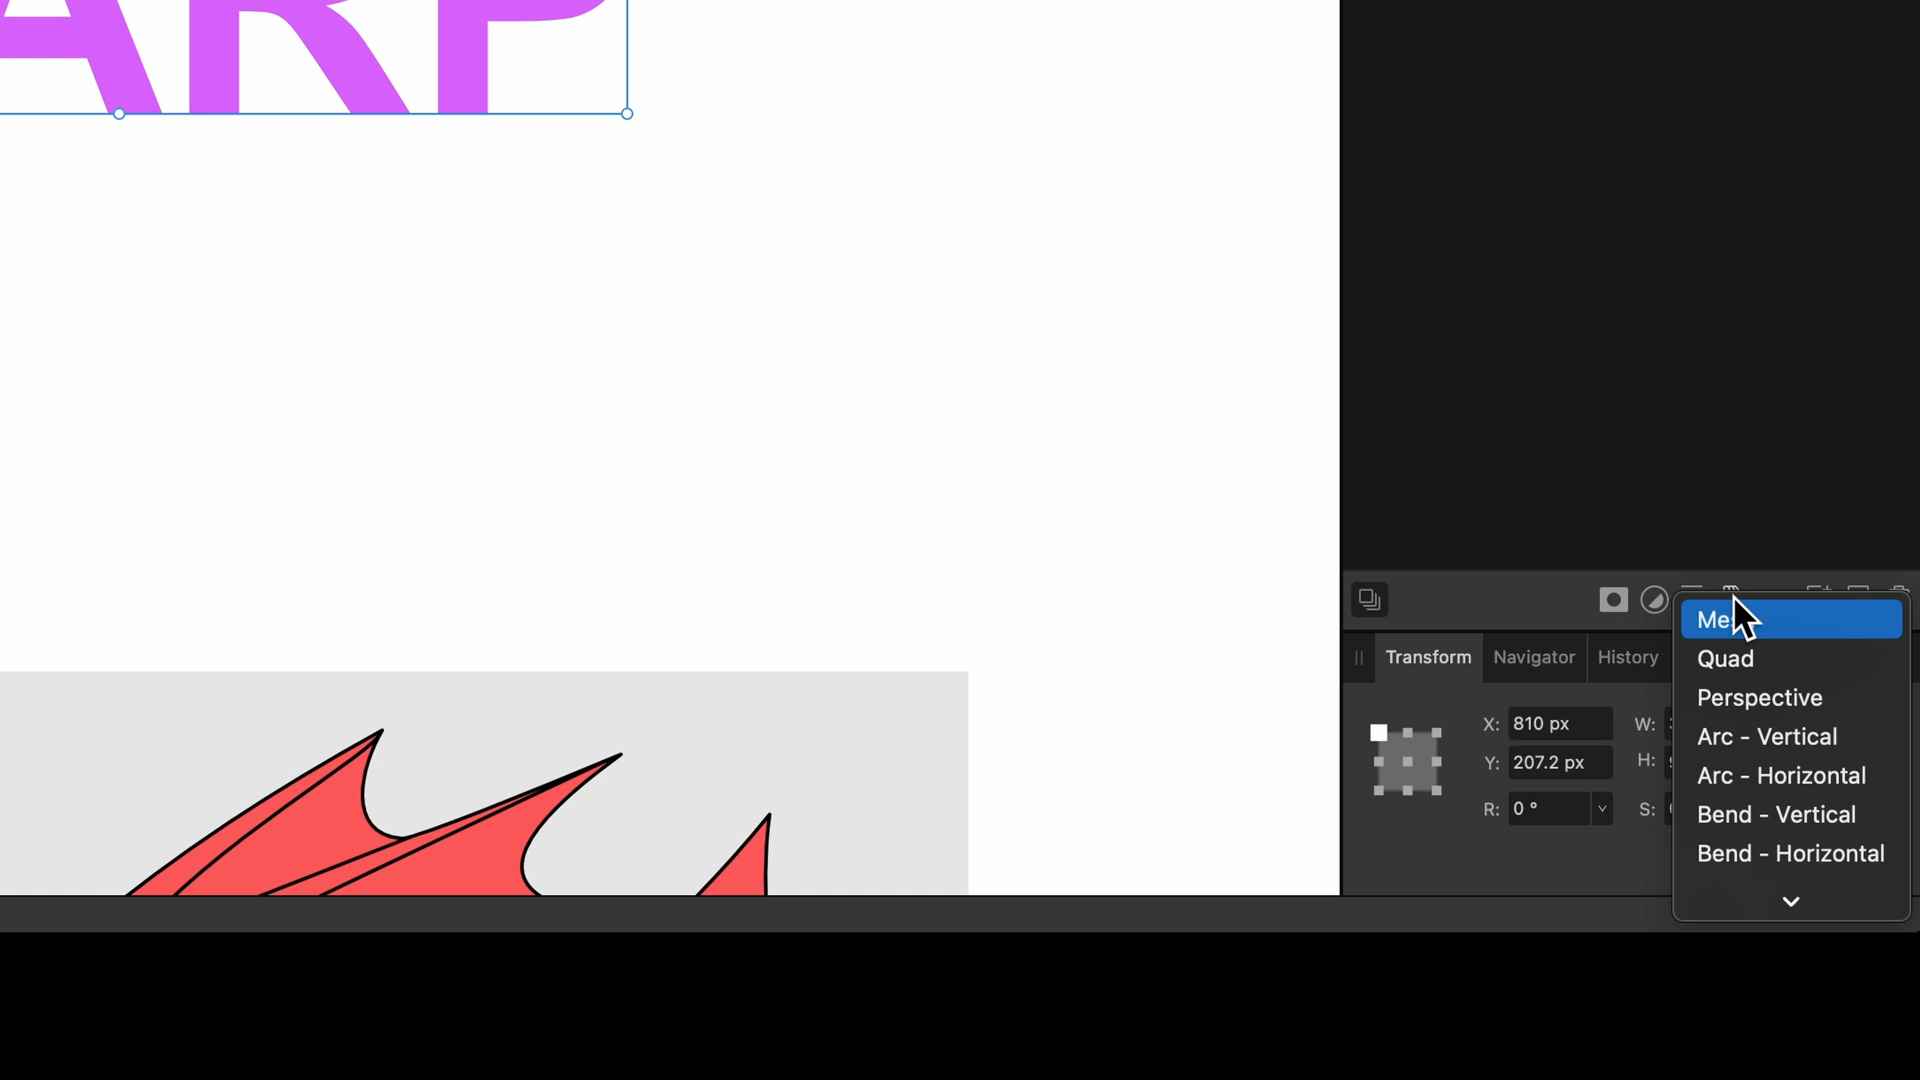 ARP
Transform
Navigator
History
X:
810 px
W:
Y:
207.2 px
H:
R:
0 °
S:
Quad
Perspective
Arc - Vertical
Arc - Horizontal
Bend - Vertical
Bend - Horizontal